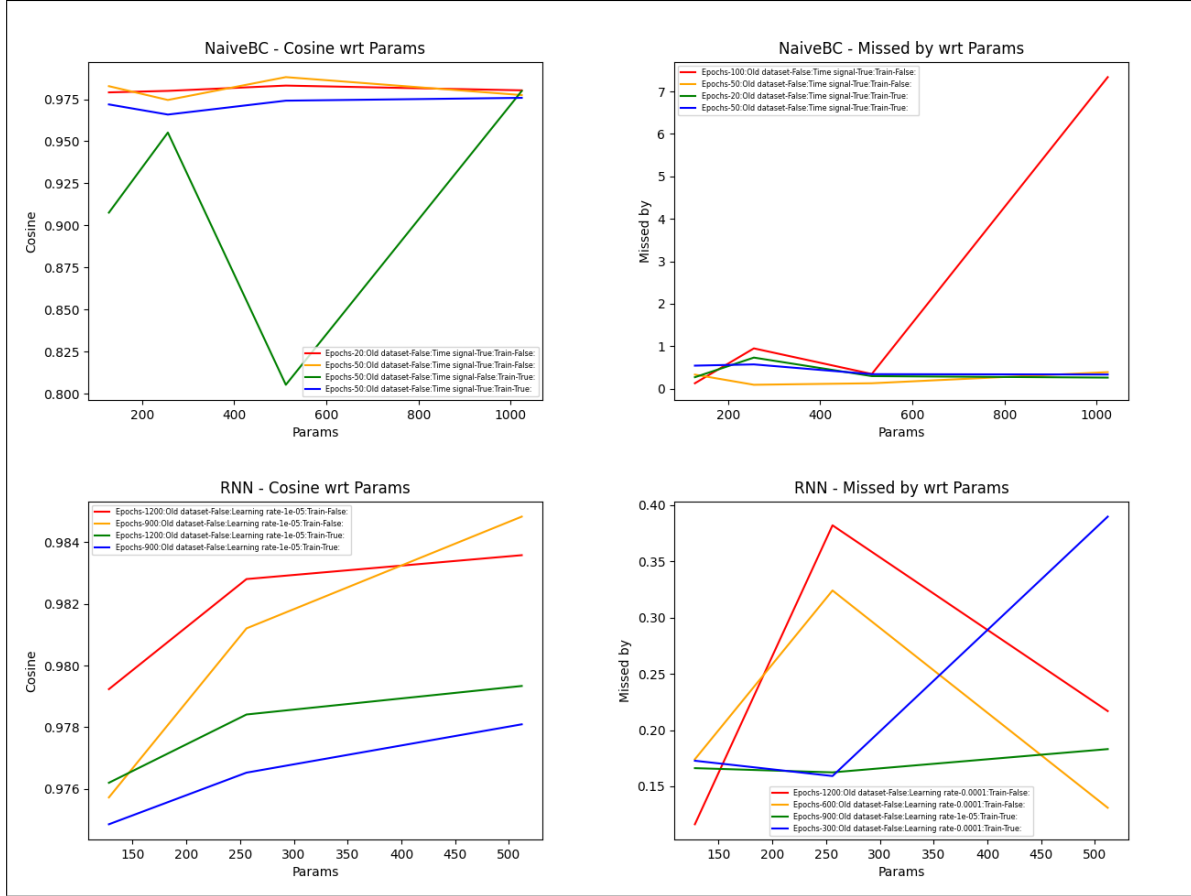 NaiveBC - Cosine wrt Params
0.975
0.950
0.925
0.900
0.875
0.850
0.825
0.800
Cosine
Epochs-20:Old dataset-False:Time signal-True:Train-False:
Epochs-50:Old dataset-False:Time signal-True:Train-False:
Epochs-50:Old dataset-False:Time signal-False:Train-True:
Epochs-50:Old dataset-False:Time signal-True:Train-True:
200 400 600 800 1000
Params
NaiveBC - Missed by wrt Params
Epochs-100:Old dataset-False:Time signal-True:Train-False:
Epochs-50:Old dataset-False:Time signal-True:Train-False:
Epochs-20:Old dataset-False:Time signal-True:Train-True:
Epochs-50:Old dataset-False:Time signal-True:Train-True:
7
6
5
4
3
2
1
0
Missed by
200 400 600 800 1000
Params
RNN - Cosine wrt Params
Epochs-1200:Old dataset-False:Learning rate-1e-05:Train-False:
Epochs-900:Old dataset-False:Learning rate-1e-05:Train-False:
Epochs-1200:Old dataset-False:Learning rate-1e-05:Train-True:
Epochs-900:Old dataset-False:Learning rate-1e-05:Train-True:
0.984
0.982
0.980
0.978
0.976
Cosine
150 200 250 300 350 400 450 500
Params
RNN - Missed by wrt Params
0.40
0.35
0.30
0.25
0.20
0.15
Missed by
Epochs-1200:Old dataset-False:Learning rate-0.0001:Train-False:
Epochs-600:Old dataset-False:Learning rate-0.0001:Train-False:
Epochs-900:Old dataset-False:Learning rate-1e-05:Train-True:
Epochs-300:Old dataset-False:Learning rate-0.0001:Train-True:
150 200 250 300 350 400 450 500
Params